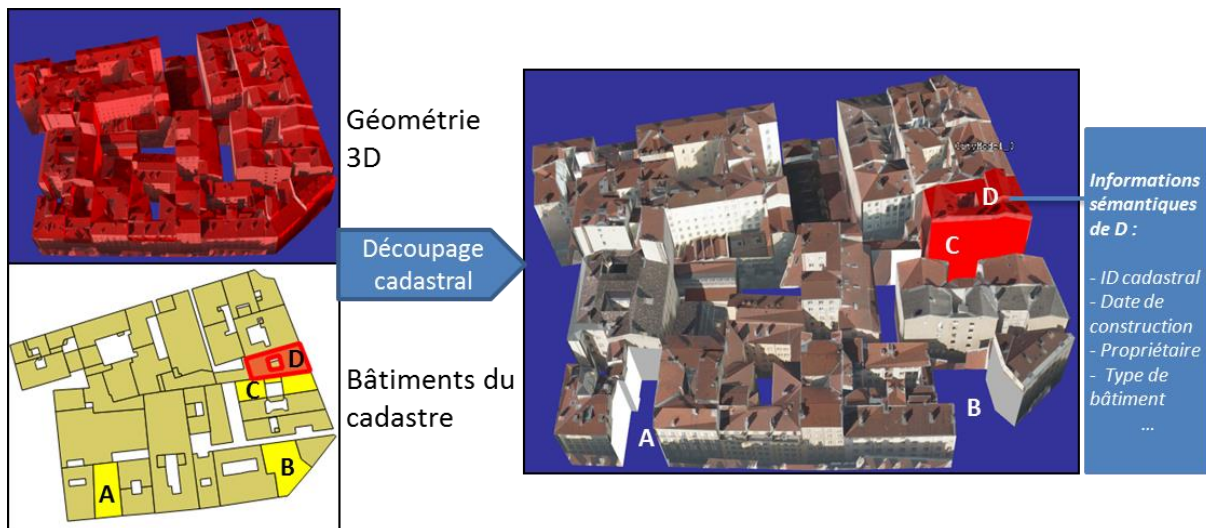 Géométrie
3D
Découpage
cadastral
Bâtiments du
cadastre
A
B
C
D
D
C
B
A
Informations
sémantiques
de D :
- ID cadastral
- Date de
construction
- Propriétaire
- Type de
bâtiment
...